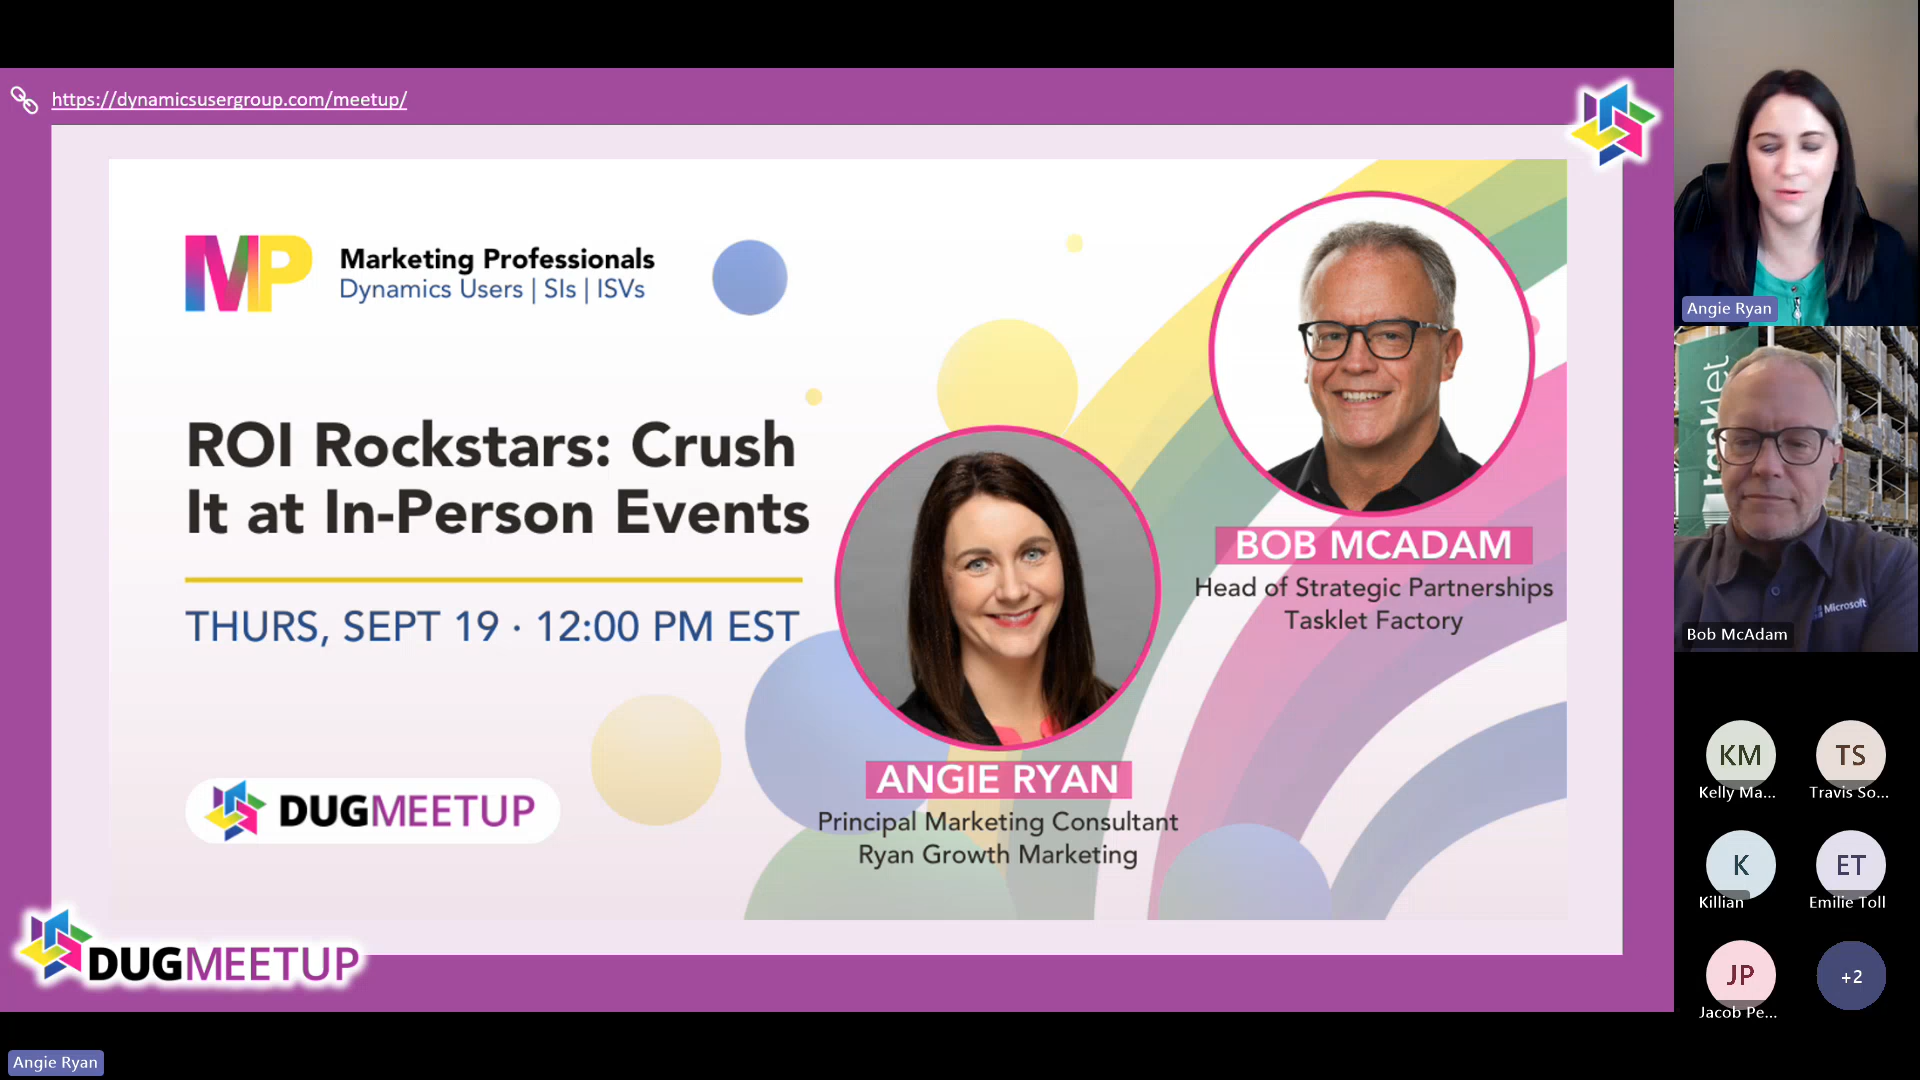 https://dynamicsusergroup.com/meetup/
MP
Marketing Professionals
Dynamics Users | SIs | ISVs
ROI Rockstars: Crush
It at In-Person Events
THURS, SEPT 19 · 12:00 PM EST
BOB MCADAM
Head of Strategic Partnerships
Tasklet Factory
ANGIE RYAN
Principal Marketing Consultant
Ryan Growth Marketing
DUGMEETUP
DUGMEETUP
Angie Ryan
Angie Ryan
tasklet
Microsoft
Bob McAdam
KM
Kelly Ma...
TS
Travis So...
K
Killian
ET
Emilie Toll
JP
Jacob Pe...
+2